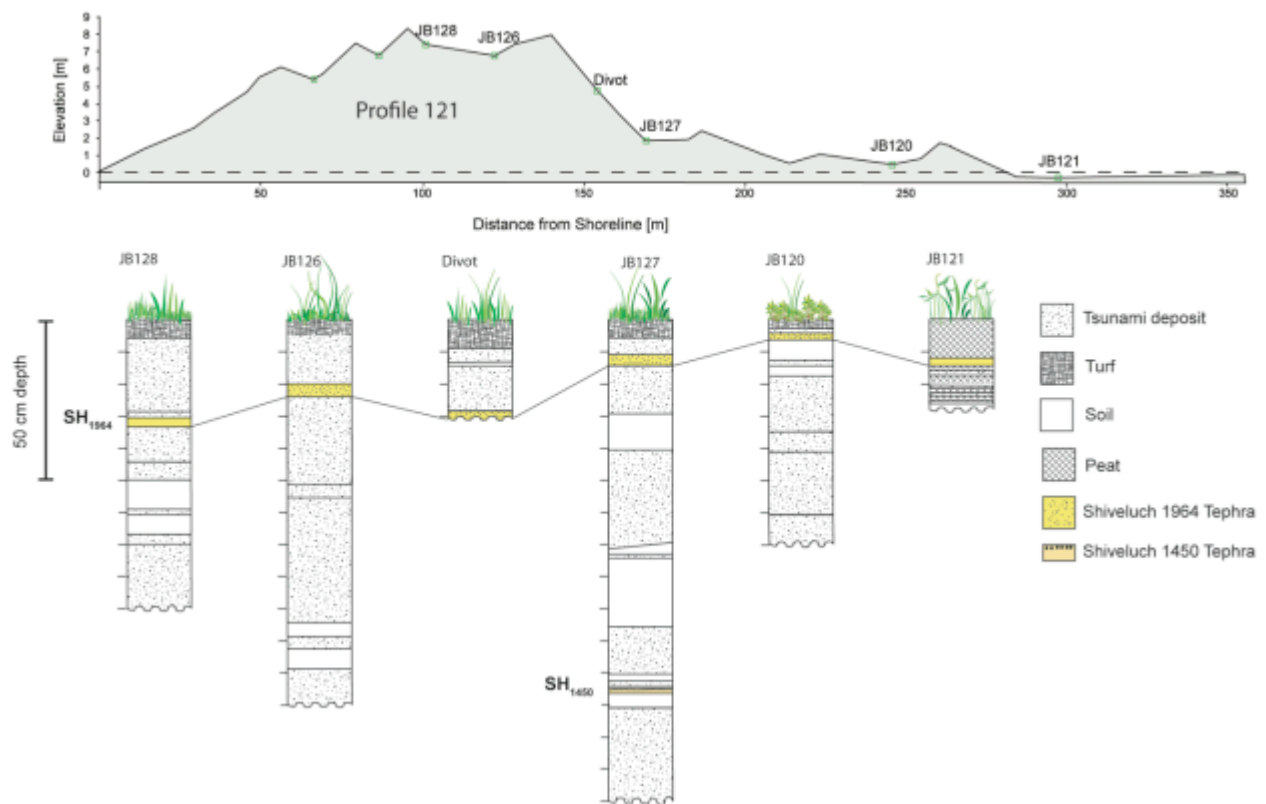 9
8
7
6
5
4
3
2
1
0
Elevation [m]
JB128
JB126
Divot
Profile 121
JB127
JB120
JB121
50 100 150 200 250 300 350
Distance from Shoreline [m]
JB128 JB126 Divot JB127 JB120 JB121
50 cm depth
SH1964
SH1450
Tsunami deposit
Turf
Soil
Peat
Shiveluch 1964 Tephra
Shiveluch 1450 Tephra